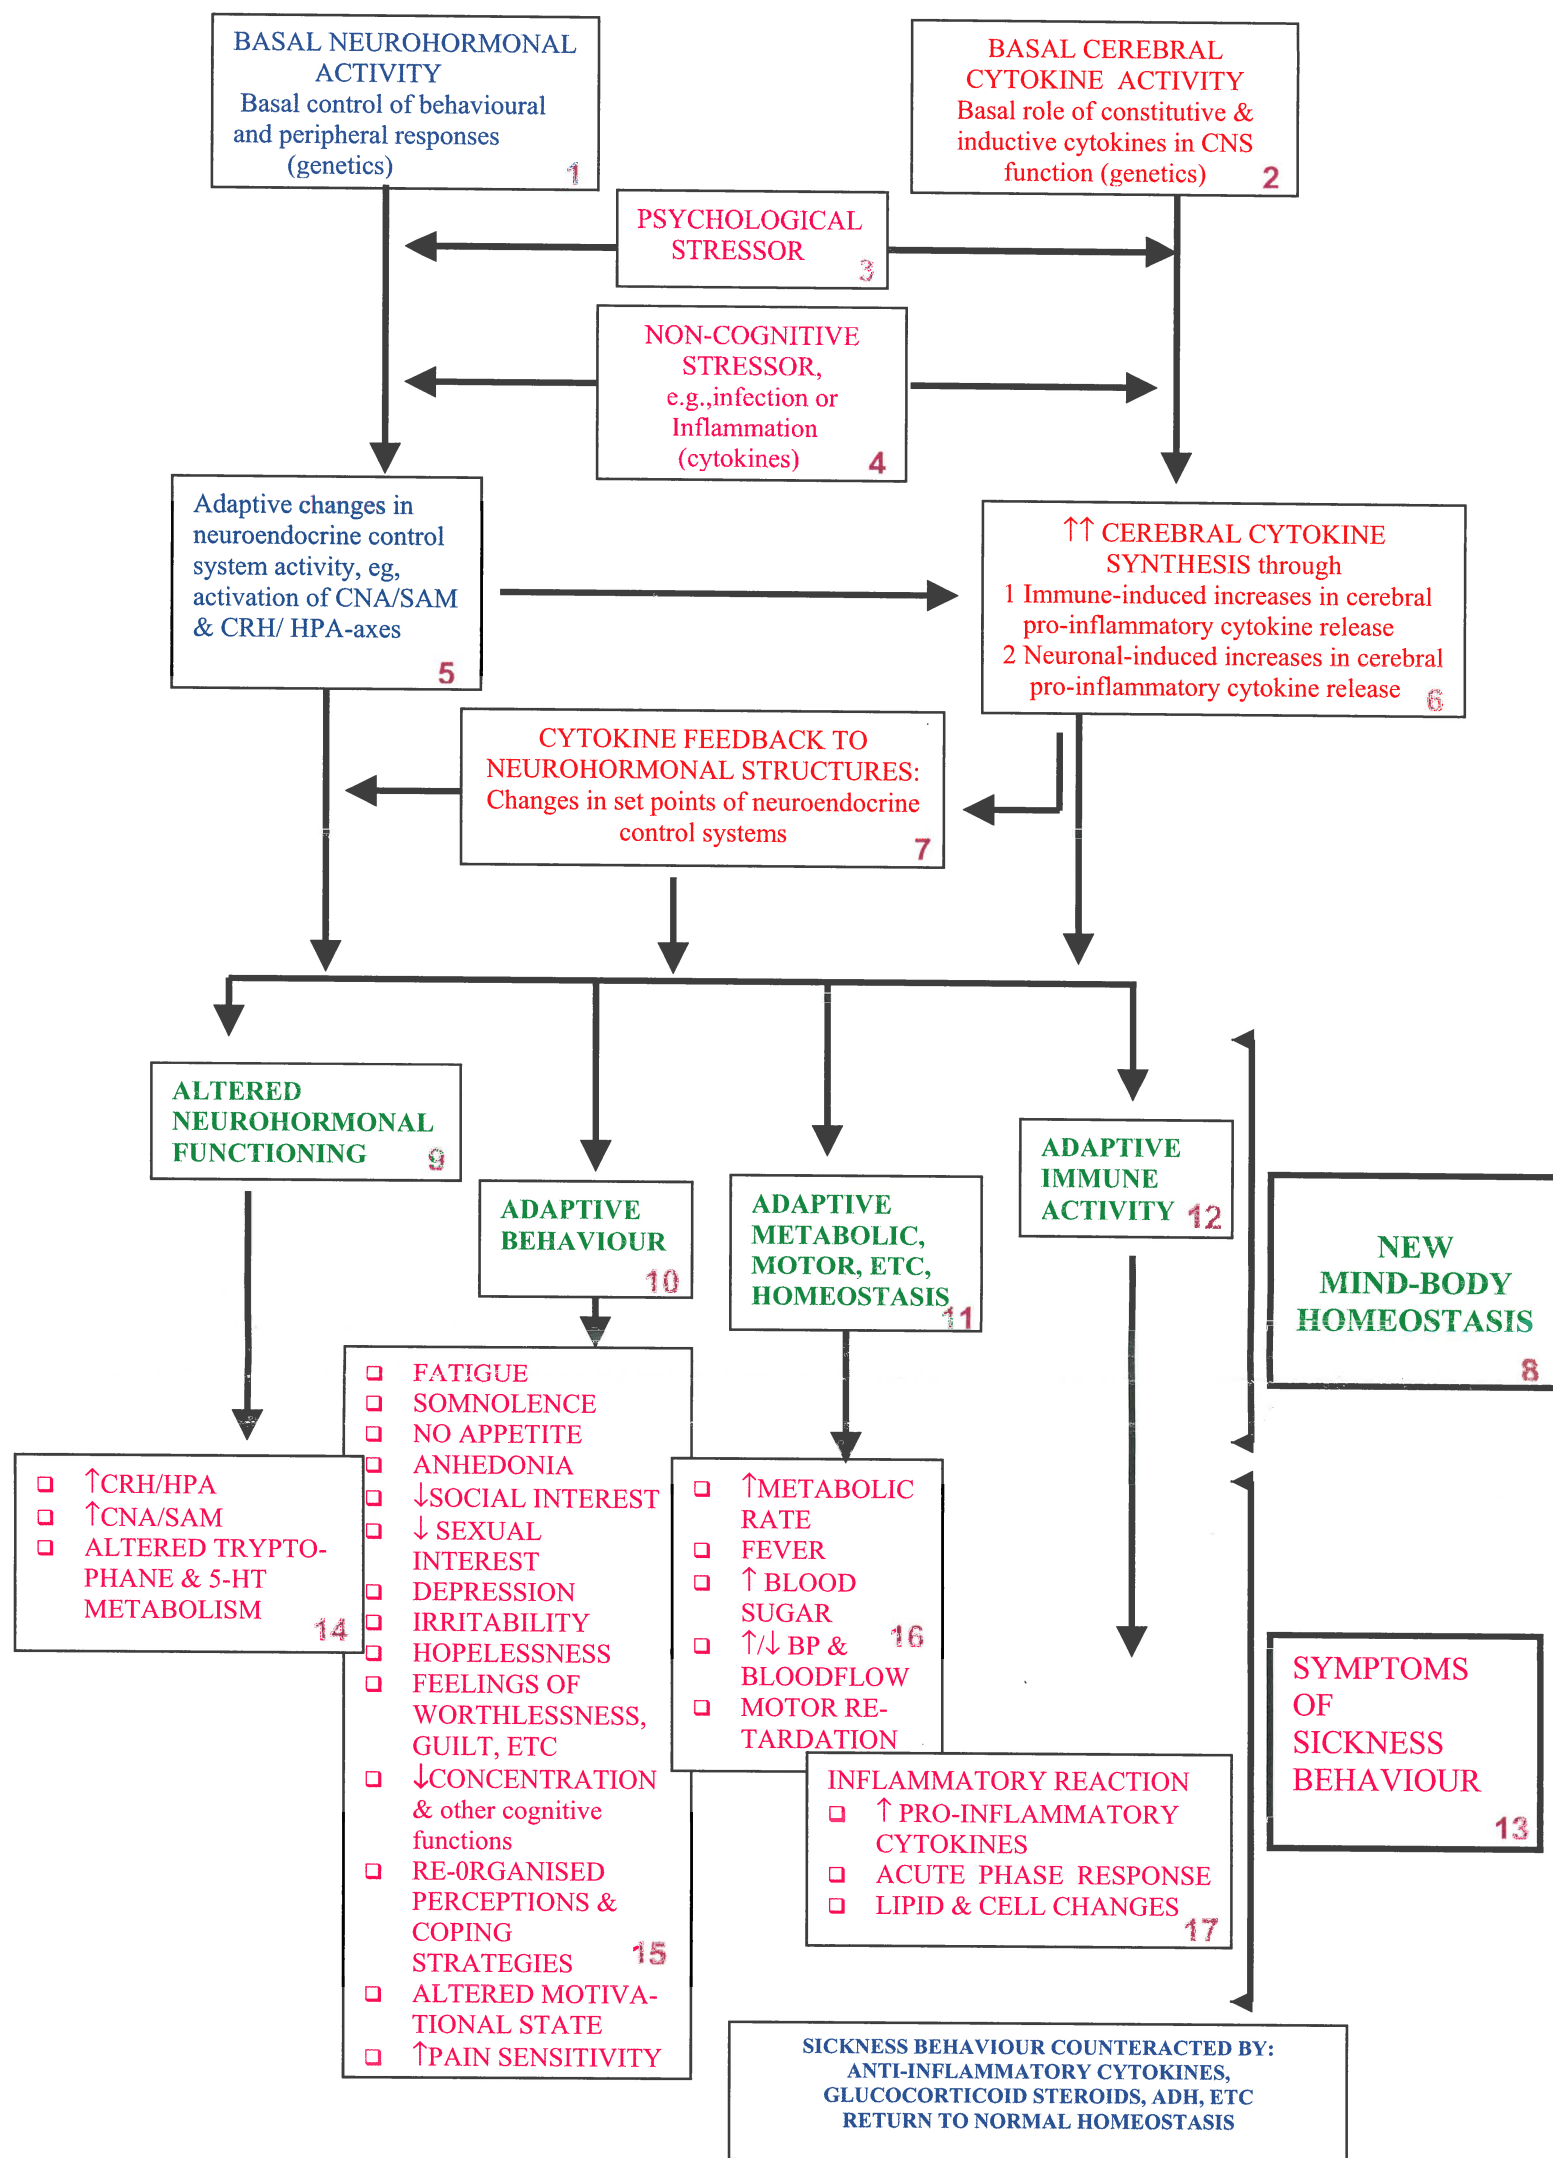 BASAL NEUROHORMONAL
ACTIVITY
Basal control of behavioural
and peripheral responses
(genetics)
1
BASAL CEREBRAL
CYTOKINE ACTIVITY
Basal role of constitutive &
inductive cytokines in CNS
function (genetics)
2
PSYCHOLOGICAL
STRESSOR
3
NON-COGNITIVE
STRESSOR,
e.g.,infection or
Inflammation
(cytokines)
4
Adaptive changes in
neuroendocrine control
system activity, eg,
activation of CNA/SAM
& CRH/ HPA-axes
5
↑↑ CEREBRAL CYTOKINE
SYNTHESIS through
1 Immune-induced increases in cerebral
pro-inflammatory cytokine release
2 Neuronal-induced increases in cerebral
pro-inflammatory cytokine release
6
CYTOKINE FEEDBACK TO
NEUROHORMONAL STRUCTURES:
Changes in set points of neuroendocrine
control systems
7
ALTERED
NEUROHORMONAL
FUNCTIONING
9
ADAPTIVE
BEHAVIOUR
10
ADAPTIVE
METABOLIC,
MOTOR, ETC,
HOMEOSTASIS
11
ADAPTIVE
IMMUNE
ACTIVITY
12
NEW
MIND-BODY
HOMEOSTASIS
8
❑ ↑CRH/HPA
❑ ↑CNA/SAM
❑ ALTERED TRYPTO-
PHANE & 5-HT
METABOLISM
14
❑ FATIGUE
❑ SOMNOLENCE
❑ NO APPETITE
❑ ANHEDONIA
❑ ↓SOCIAL INTEREST
❑ ↓ SEXUAL
INTEREST
❑ DEPRESSION
❑ IRRITABILITY
❑ HOPELESSNESS
❑ FEELINGS OF
WORTHLESSNESS,
GUILT, ETC
❑ ↓CONCENTRATION
& other cognitive
functions
❑ RE-0RGANISED
PERCEPTIONS &
COPING
STRATEGIES
❑ ALTERED MOTIVA-
TIONAL STATE
❑ ↑PAIN SENSITIVITY
15
❑ ↑METABOLIC
RATE
❑ FEVER
❑ ↑ BLOOD
SUGAR
❑ ↑/↓ BP &
BLOODFLOW
❑ MOTOR RE-
TARDATION
16
INFLAMMATORY REACTION
❑ ↑ PRO-INFLAMMATORY
CYTOKINES
❑ ACUTE PHASE RESPONSE
❑ LIPID & CELL CHANGES
17
SYMPTOMS
OF
SICKNESS
BEHAVIOUR
13
SICKNESS BEHAVIOUR COUNTERACTED BY:
ANTI-INFLAMMATORY CYTOKINES,
GLUCOCORTICOID STEROIDS, ADH, ETC
RETURN TO NORMAL HOMEOSTASIS